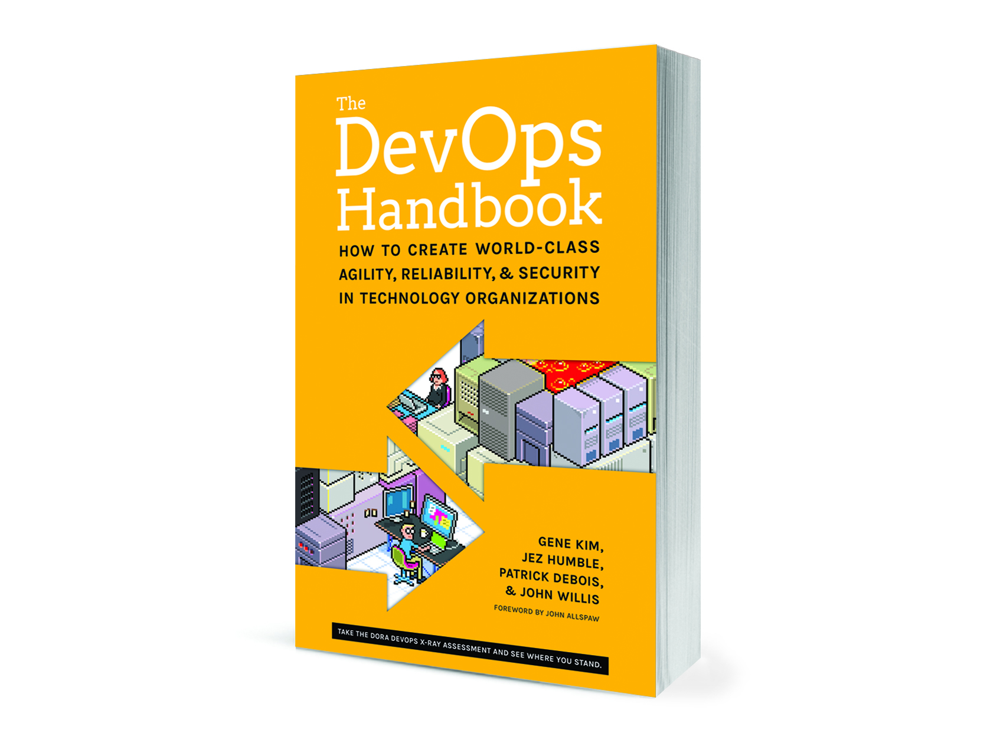 The
DevOps
Handbook
HOW TO CREATE WORLD-CLASS
AGILITY, RELIABILITY, & SECURITY
IN TECHNOLOGY ORGANIZATIONS
GENE KIM,
JEZ HUMBLE,
PATRICK DEBOIS,
& JOHN WILLIS
FOREWORD BY JOHN ALLSPAW
TAKE THE DORA DEVOPS X-RAY ASSESSMENT AND SEE WHERE YOU STAND.